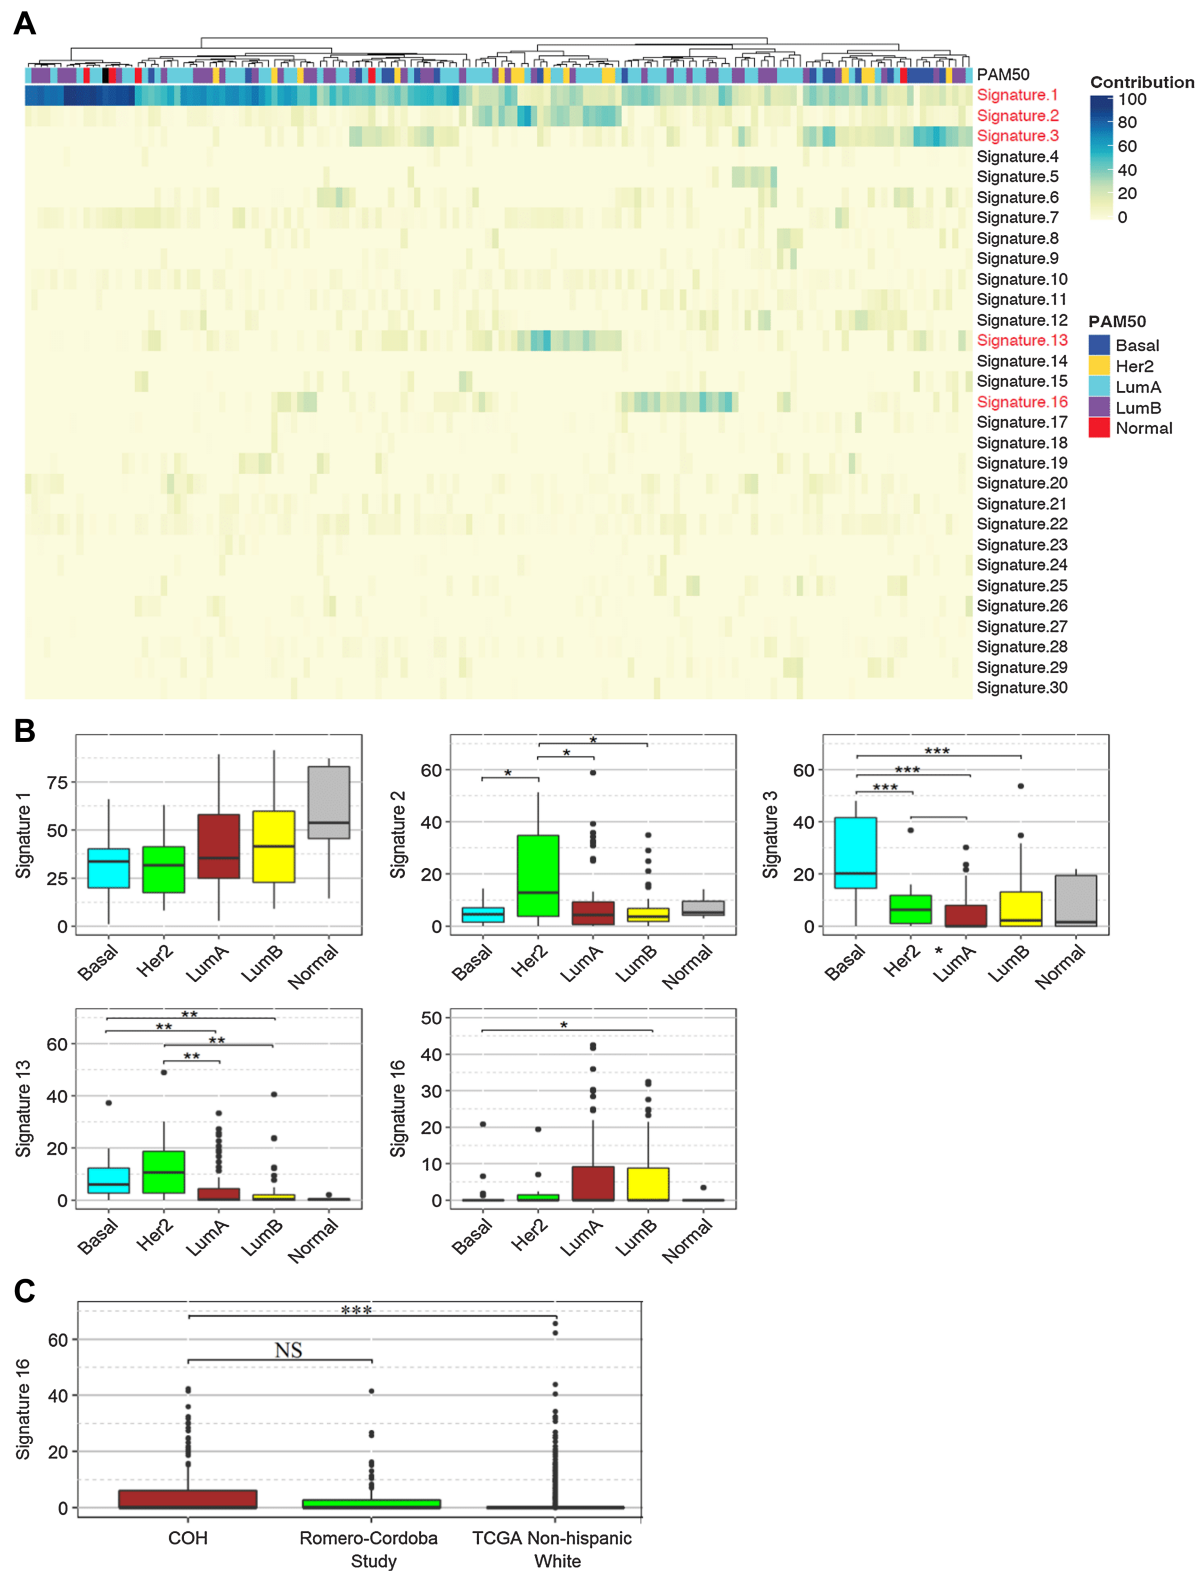 A
PAM50
Signature.1
Signature.2
Signature.3
Signature.4
Signature.5
Signature.6
Signature.7
Signature.8
Signature.9
Signature.10
Signature.11
Signature.12
Signature.13
Signature.14
Signature.15
Signature.16
Signature.17
Signature.18
Signature.19
Signature.20
Signature.21
Signature.22
Signature.23
Signature.24
Signature.25
Signature.26
Signature.27
Signature.28
Signature.29
Signature.30
Contribution
100
80
60
40
20
0
PAM50
Basal
Her2
LumA
LumB
Normal
B
Signature 1
75
50
25
0
Basal Her2 LumA LumB Normal
Signature 2
60
40
20
0
* * *
Basal Her2 LumA LumB Normal
Signature 3
60
40
20
0
***
***
***
Basal Her2 * LumA LumB Normal
Signature 13
60
40
20
0
**
**
**
**
Basal Her2 LumA LumB Normal
Signature 16
50
40
30
20
10
0
*
Basal Her2 LumA LumB Normal
C
Signature 16
60
40
20
0
***
NS
COH Romero-Cordoba TCGA Non-hispanic
Study White